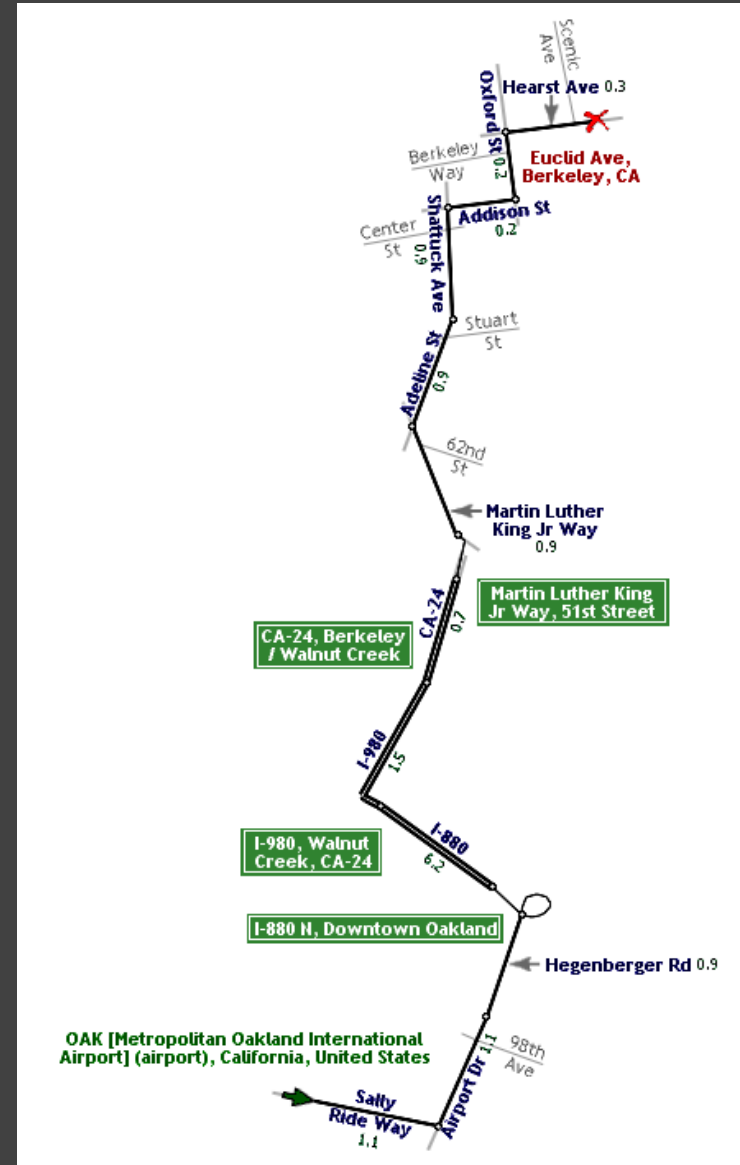 Scenic
Ave
Hearst Ave 0.3
Oxford St
0.2
Berkeley
Way
Euclid Ave,
Berkeley, CA
Addison St
0.2
Shattuck Ave
0.9
Center
St
Stuart
St
Adeline St
0.9
62nd
St
Martin Luther
King Jr Way
0.9
Martin Luther King
Jr Way, 51st Street
CA-24
0.7
CA-24, Berkeley
/ Walnut Creek
I-980
1.5
I-980, Walnut
Creek, CA-24
I-880
6.2
I-880 N, Downtown Oakland
Hegenberger Rd 0.9
OAK [Metropolitan Oakland International
Airport] (airport), California, United States
98th
Ave
Airport Dr 1.1
Sally
Ride Way
1.1